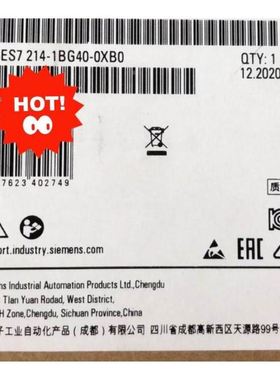 ES7 214-1BG40-0XB0
QTY: 1
12.2020
HOT!
7623 402749
质
port.industry.siemens.com
ns Industrial Automation Products Ltd.,Chengdu
Tlan Yuan Rodad, West District,
H Zone,Chengdu, Sichuan Province,China
子工业自动化产品（成都）有限公司 四川省成都高新西区天源路99号